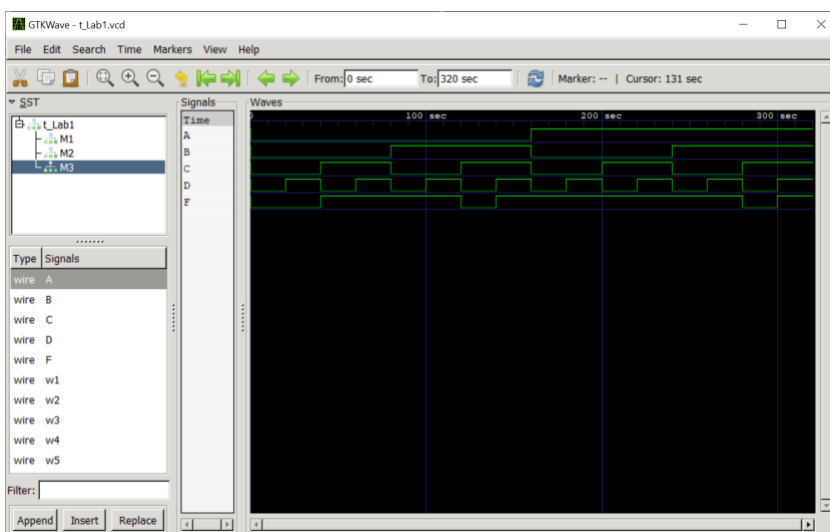 GTKWave - t_Lab1.vcd
File Edit Search Time Markers View Help
From: 0 sec To: 320 sec Marker: -- | Cursor: 131 sec
SST
t_Lab1
M1
M2
M3
Type Signals
wire A
wire B
wire C
wire D
wire F
wire w1
wire w2
wire w3
wire w4
wire w5
Filter:
Append Insert Replace
Signals
Time
A
B
C
D
F
Waves
0 100 sec 200 sec 300 sec